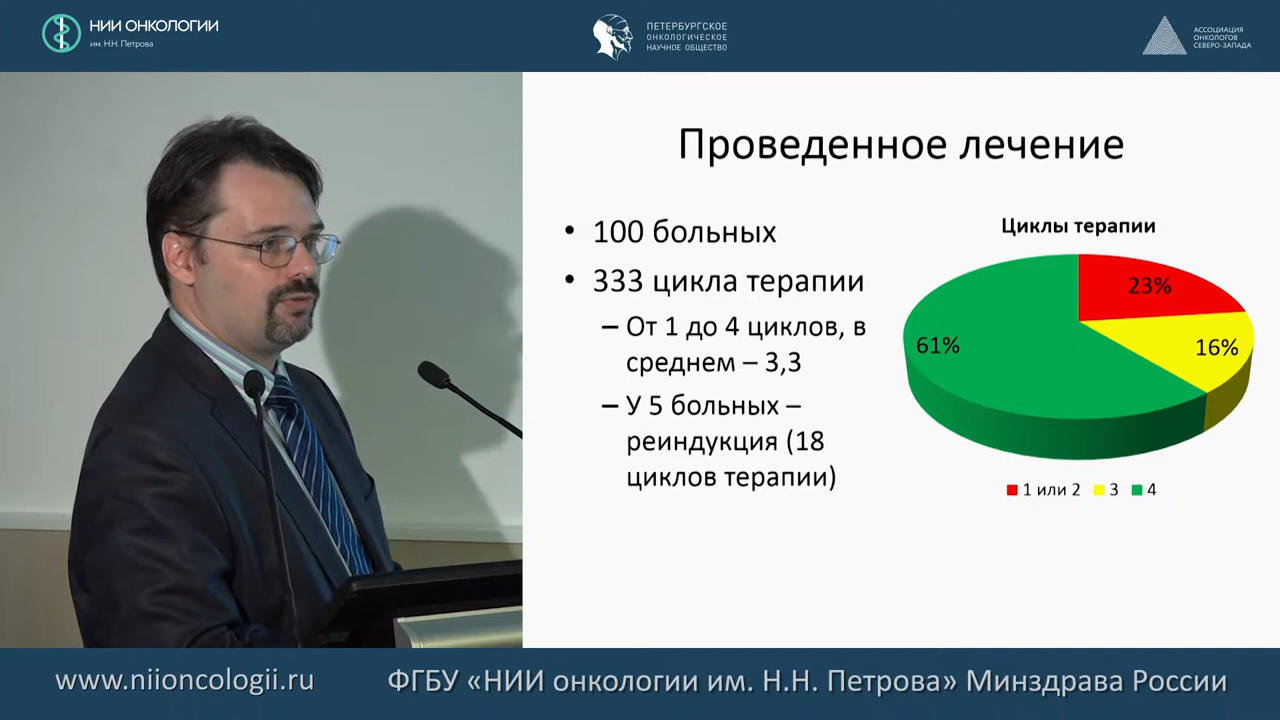 НИИ ОНКОЛОГИИ
им. Н.Н. Петрова
ПЕТЕРБУРГСКОЕ
ОНКОЛОГИЧЕСКОЕ
НАУЧНОЕ ОБЩЕСТВО
АССОЦИАЦИЯ
ОНКОЛОГОВ
СЕВЕРО-ЗАПАДА
Проведенное лечение
• 100 больных
• 333 цикла терапии
– От 1 до 4 циклов, в
среднем – 3,3
– У 5 больных –
реиндукция (18
циклов терапии)
Циклы терапии
23%
61%
16%
1 или 2 3 4
www.niioncologii.ru
ФГБУ «НИИ онкологии им. Н.Н. Петрова» Минздрава России